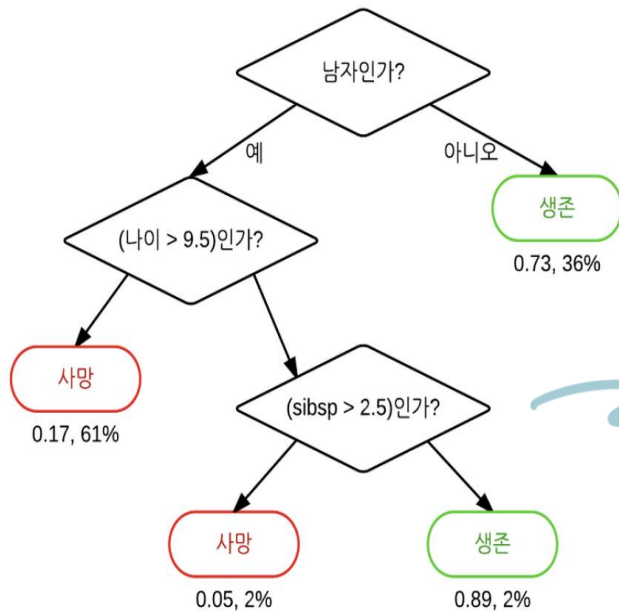 남자인가?
예
아니오
(나이 > 9.5)인가?
생존
0.73, 36%
사망
0.17, 61%
(sibsp > 2.5)인가?
사망
0.05, 2%
생존
0.89, 2%